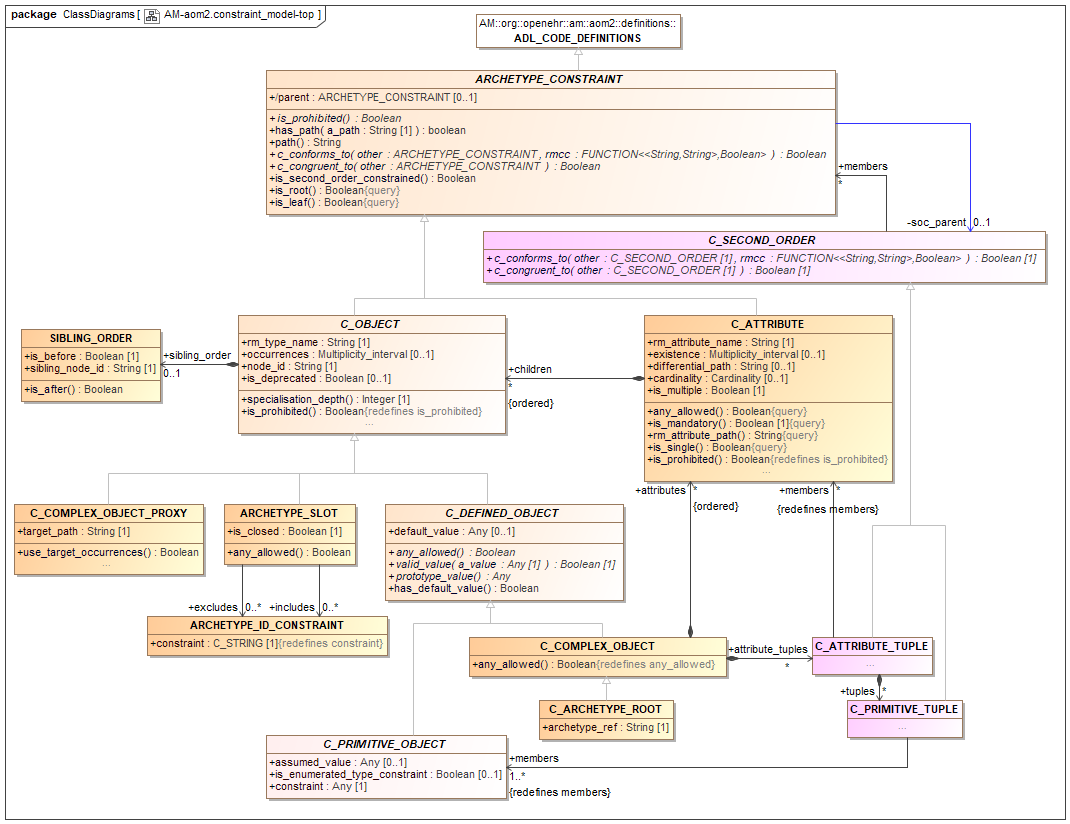 package ClassDiagrams [ AM-aom2.constraint_model-top ]
AM::org::openehr::am::aom2::definitions::
ADL_CODE_DEFINITIONS
ARCHETYPE_CONSTRAINT
+/parent : ARCHETYPE_CONSTRAINT [0..1]
+is_prohibited() : Boolean
+has_path( a_path : String [1] ) : boolean
+path() : String
+c_conforms_to( other : ARCHETYPE_CONSTRAINT, rmcc : FUNCTION<<String,String>,Boolean> ) : Boolean
+c_congruent_to( other : ARCHETYPE_CONSTRAINT ) : Boolean
+is_second_order_constrained() : Boolean
+is_root() : Boolean{query}
+is_leaf() : Boolean{query}
+members
*
-soc_parent 0..1
C_SECOND_ORDER
+c_conforms_to( other : C_SECOND_ORDER [1], rmcc : FUNCTION<<String,String>,Boolean> ) : Boolean [1]
+c_congruent_to( other : C_SECOND_ORDER [1] ) : Boolean [1]
SIBLING_ORDER
+is_before : Boolean [1]
+sibling_node_id : String [1]
+is_after() : Boolean
+sibling_order
0..1
C_OBJECT
+rm_type_name : String [1]
+occurrences : Multiplicity_interval [0..1]
+node_id : String [1]
+is_deprecated : Boolean [0..1]
+specialisation_depth() : Integer [1]
+is_prohibited() : Boolean{redefines is_prohibited}
...
+children
*
{ordered}
C_ATTRIBUTE
+rm_attribute_name : String [1]
+existence : Multiplicity_interval [0..1]
+differential_path : String [0..1]
+cardinality : Cardinality [0..1]
+is_multiple : Boolean [1]
+any_allowed() : Boolean{query}
+is_mandatory() : Boolean [1]{query}
+rm_attribute_path() : String{query}
+is_single() : Boolean{query}
+is_prohibited() : Boolean{redefines is_prohibited}
...
+attributes *
{ordered}
+members *
{redefines members}
C_COMPLEX_OBJECT_PROXY
+target_path : String [1]
+use_target_occurrences() : Boolean
...
ARCHETYPE_SLOT
+is_closed : Boolean [1]
+any_allowed() : Boolean
C_DEFINED_OBJECT
+default_value : Any [0..1]
+any_allowed() : Boolean
+valid_value( a_value : Any [1] ) : Boolean [1]
+prototype_value() : Any
+has_default_value() : Boolean
+excludes 0..*
+includes 0..*
ARCHETYPE_ID_CONSTRAINT
+constraint : C_STRING [1]{redefines constraint}
C_COMPLEX_OBJECT
+any_allowed() : Boolean{redefines any_allowed}
+attribute_tuples
*
C_ATTRIBUTE_TUPLE
...
+tuples *
C_ARCHETYPE_ROOT
+archetype_ref : String [1]
C_PRIMITIVE_TUPLE
...
C_PRIMITIVE_OBJECT
+assumed_value : Any [0..1]
+is_enumerated_type_constraint : Boolean [0..1]
+constraint : Any [1]
+members
1..*
{redefines members}